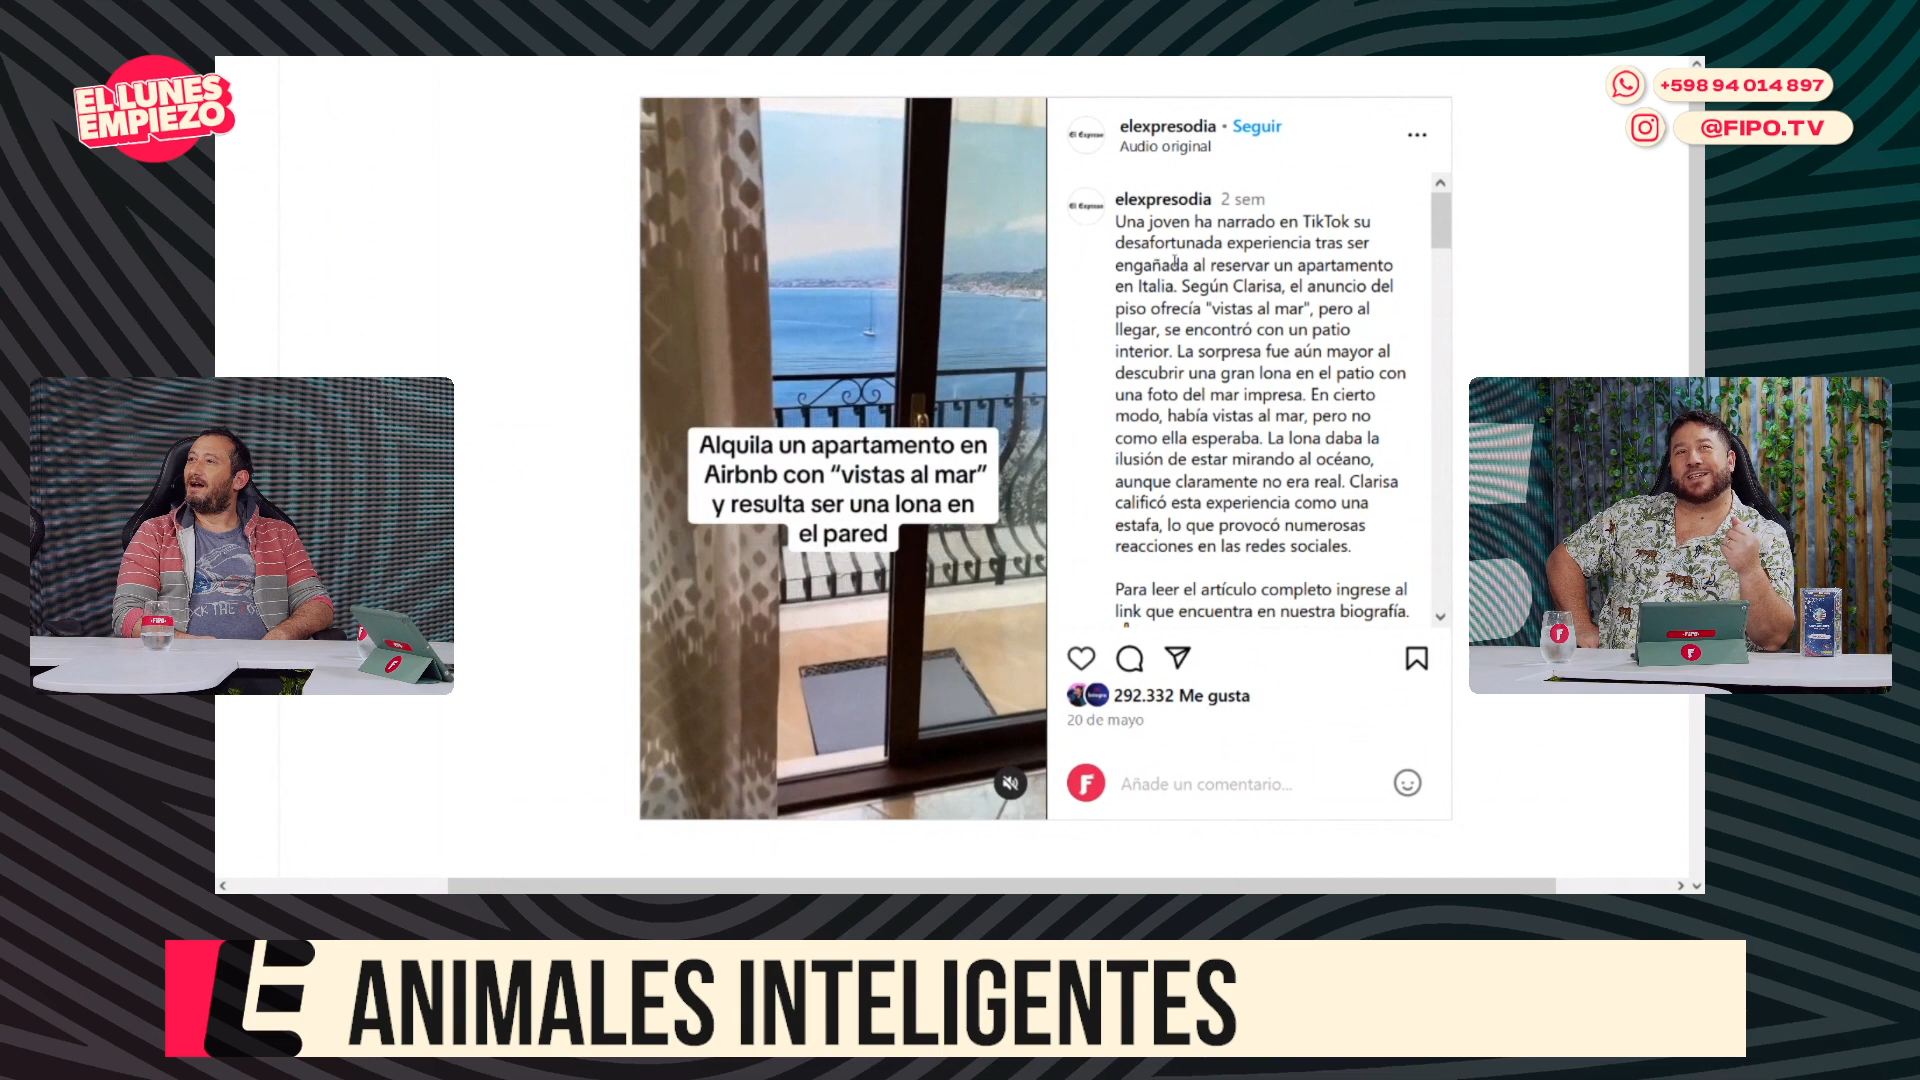 EL LUNES
EMPIEZO
+598 94 014 897
@FIPO.TV
El Expreso
elexpresodia • Seguir
Audio original
El Expreso
elexpresodia 2 sem
Una joven ha narrado en TikTok su
desafortunada experiencia tras ser
engañada al reservar un apartamento
en Italia. Según Clarisa, el anuncio del
piso ofrecía "vistas al mar", pero al
llegar, se encontró con un patio
interior. La sorpresa fue aún mayor al
descubrir una gran lona en el patio con
una foto del mar impresa. En cierto
modo, había vistas al mar, pero no
como ella esperaba. La lona daba la
ilusión de estar mirando al océano,
aunque claramente no era real. Clarisa
calificó esta experiencia como una
estafa, lo que provocó numerosas
reacciones en las redes sociales.
Para leer el artículo completo ingrese al
link que encuentra en nuestra biografía.
Alquila un apartamento en
Airbnb con “vistas al mar”
y resulta ser una lona en
el pared
292.332 Me gusta
20 de mayo
F
Añade un comentario...
FIPO
F
FIPO
F
F
FIPO
F
E
ANIMALES INTELIGENTES